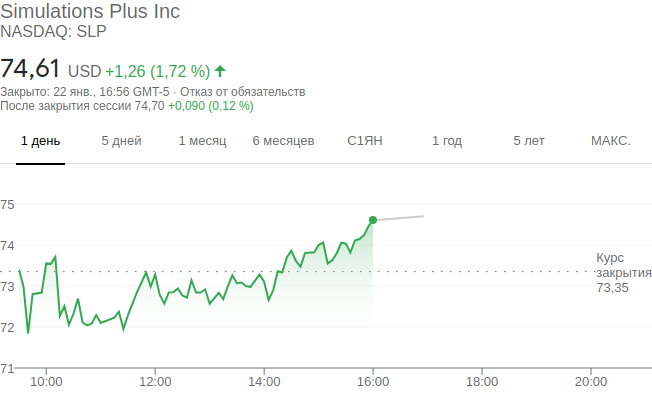 Simulations Plus Inc
NASDAQ: SLP
74,61 USD +1,26 (1,72 %)
Закрыто: 22 янв., 16:56 GMT-5 · Отказ от обязательств
После закрытия сессии 74,70 +0,090 (0,12 %)
1 день 5 дней 1 месяц 6 месяцев С1ЯН 1 год 5 лет МАКС.
75
74
Курс
закрытия
73,35
73
72
71
10:00 12:00 14:00 16:00 18:00 20:00